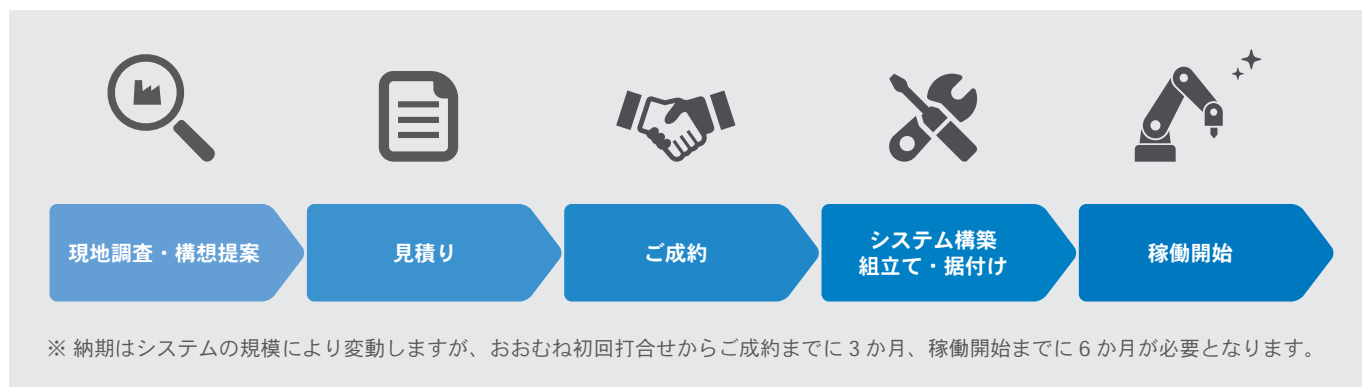 現地調査・構想提案
見積り
ご成約
システム構築
組立て・据付け
稼働開始
※ 納期はシステムの規模により変動しますが、おおむね初回打合せからご成約までに 3 か月、稼働開始までに 6 か月が必要となります。